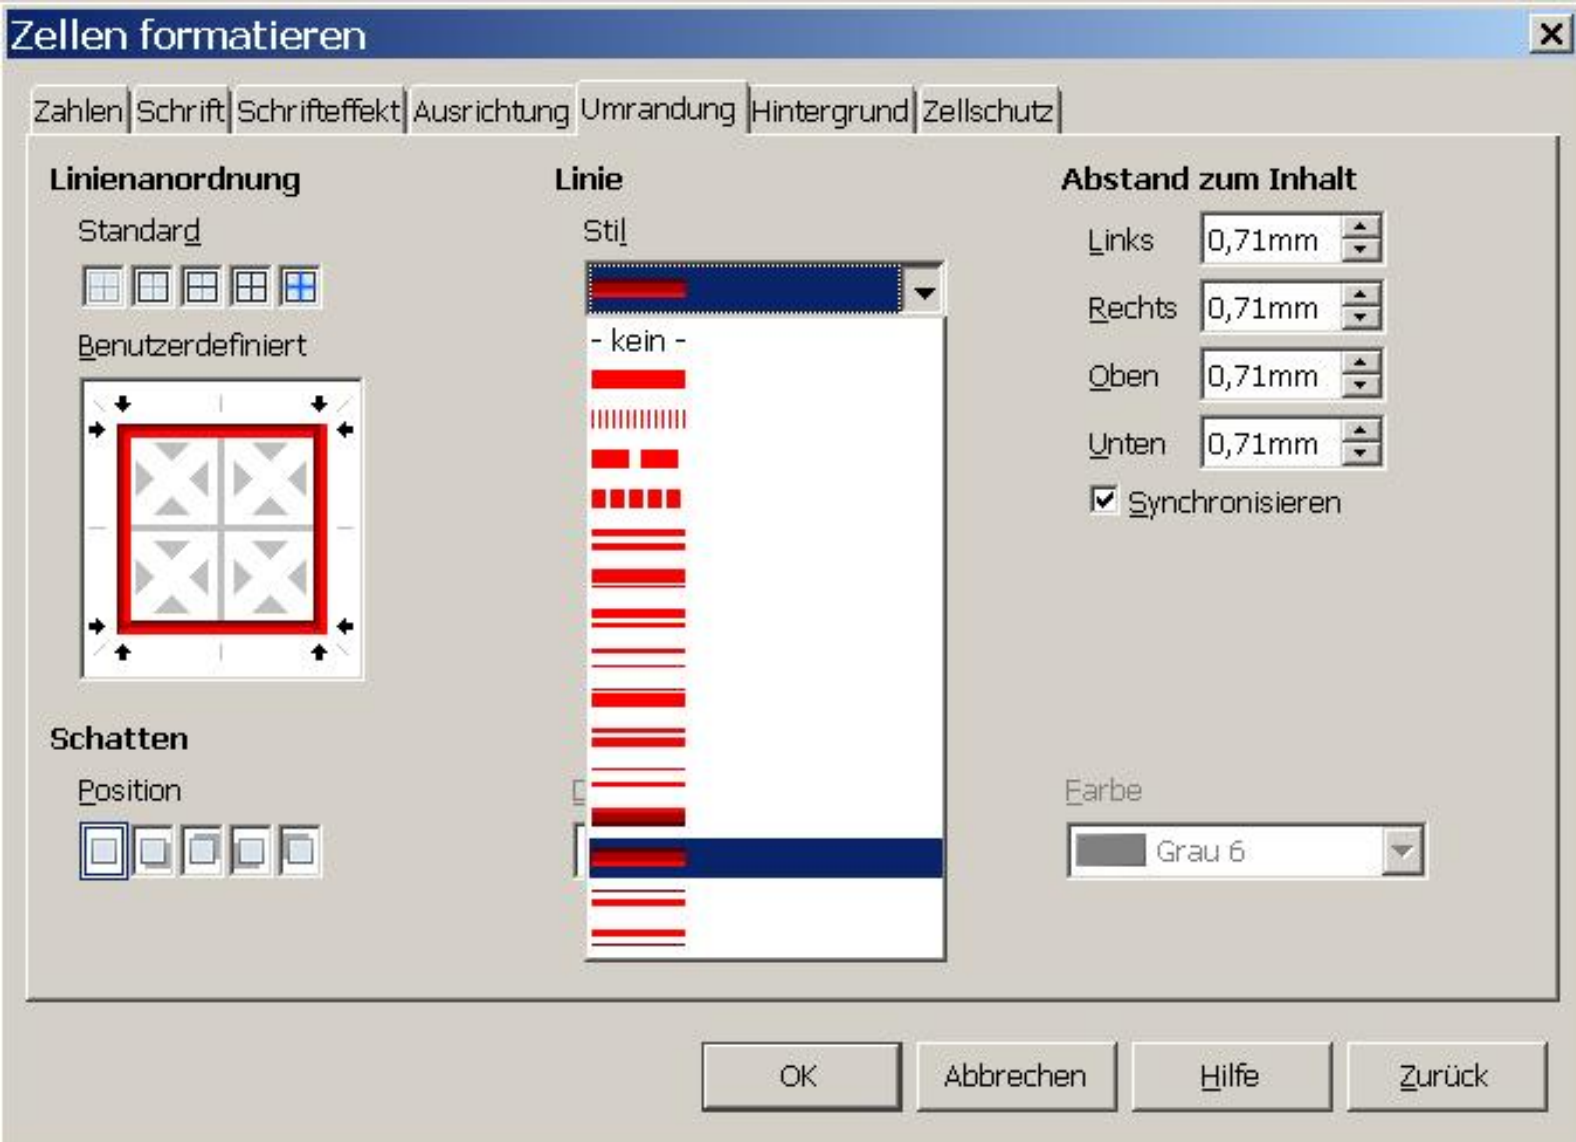 Zellen formatieren
Zahlen Schrift Schrifteffekt Ausrichtung Umrandung Hintergrund Zellschutz
Linienanordnung
Standard
Benutzerdefiniert
Linie
Stil
- kein -
Abstand zum Inhalt
Links 0,71mm
Rechts 0,71mm
Oben 0,71mm
Unten 0,71mm
Synchronisieren
Schatten
Position
Farbe
Grau 6
OK Abbrechen Hilfe Zurück